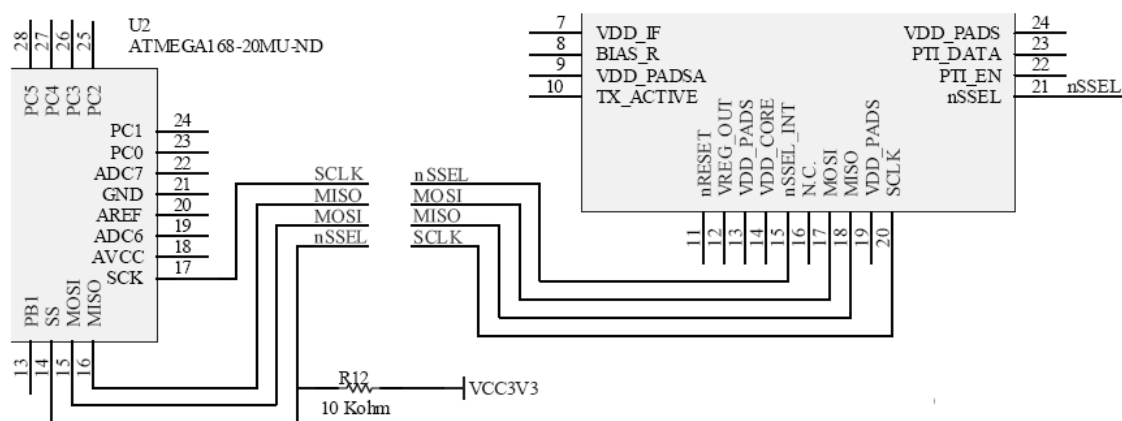 U2
ATMEGA168-20MU-ND
28
27
26
25
PC5
PC4
PC3
PC2
PC1
24
PC0
23
ADC7
22
GND
21
AREF
20
ADC6
19
AVCC
18
SCK
17
PB1
SS
MOSI
MISO
13
14
15
16
SCLK
MISO
MOSI
nSSEL
nSSEL
MOSI
MISO
SCLK
R12
10 Kohm
VCC3V3
7
VDD_IF
8
BIAS_R
9
VDD_PADSA
10
TX_ACTIVE
VDD_PADS
24
PTI_DATA
23
PTI_EN
22
nSSEL
21
nSSEL
nRESET
VREG_OUT
VDD_PADS
VDD_CORE
nSSEL_INT
N.C.
MOSI
MISO
VDD_PADS
SCLK
11
12
13
14
15
16
17
18
19
20